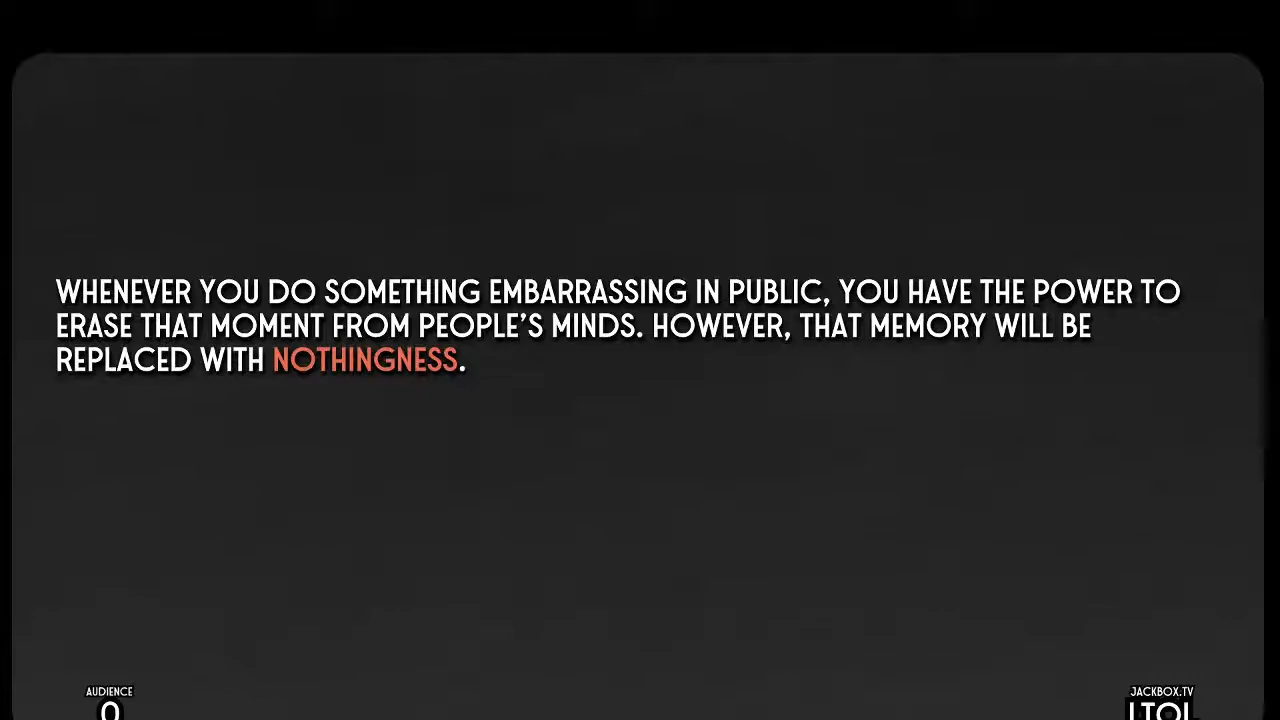 WHENEVER YOU DO SOMETHING EMBARRASSING IN PUBLIC, YOU HAVE THE POWER TO
ERASE THAT MOMENT FROM PEOPLE'S MINDS. HOWEVER, THAT MEMORY WILL BE
REPLACED WITH NOTHINGNESS.
AUDIENCE
0
JACKBOX.TV